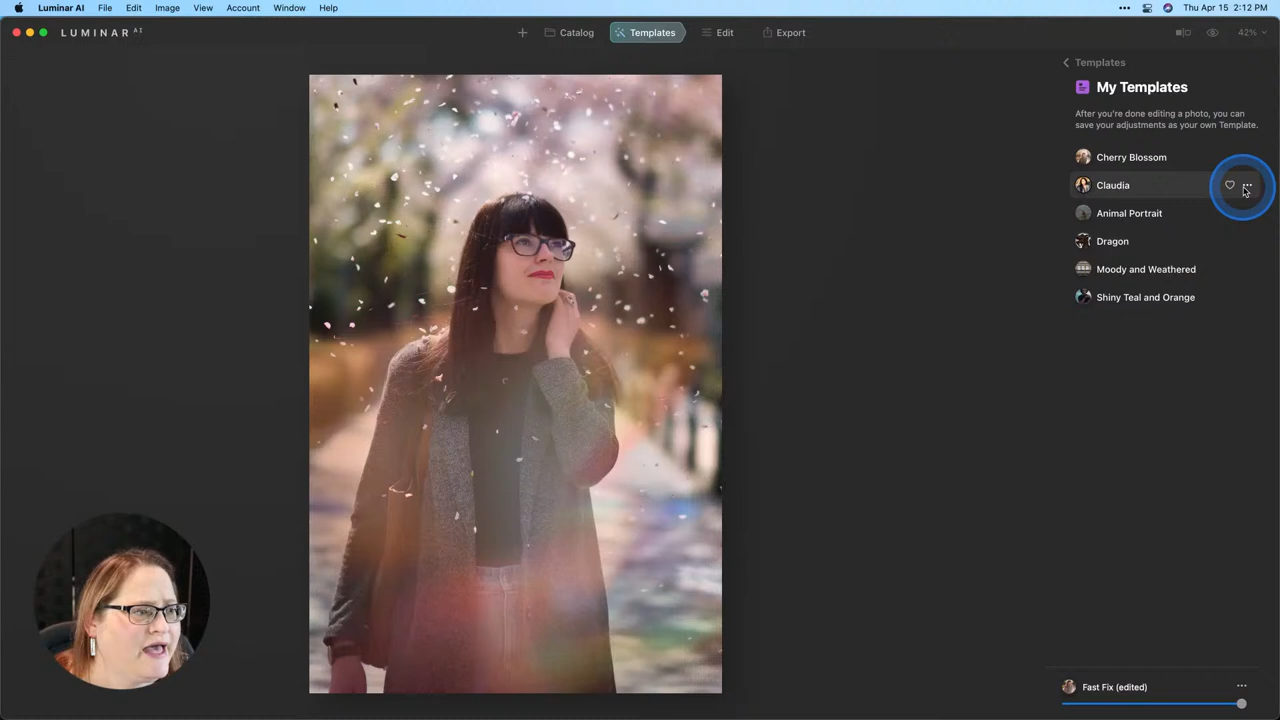 Luminar AI File Edit Image View Account Window Help ••• Thu Apr 15 2:12 PM
LUMINAR AI + Catalog Templates Edit Export 42%
Templates
My Templates
After you're done editing a photo, you can
save your adjustments as your own Template.
Cherry Blossom
Claudia
Animal Portrait
Dragon
Moody and Weathered
Shiny Teal and Orange
Fast Fix (edited)